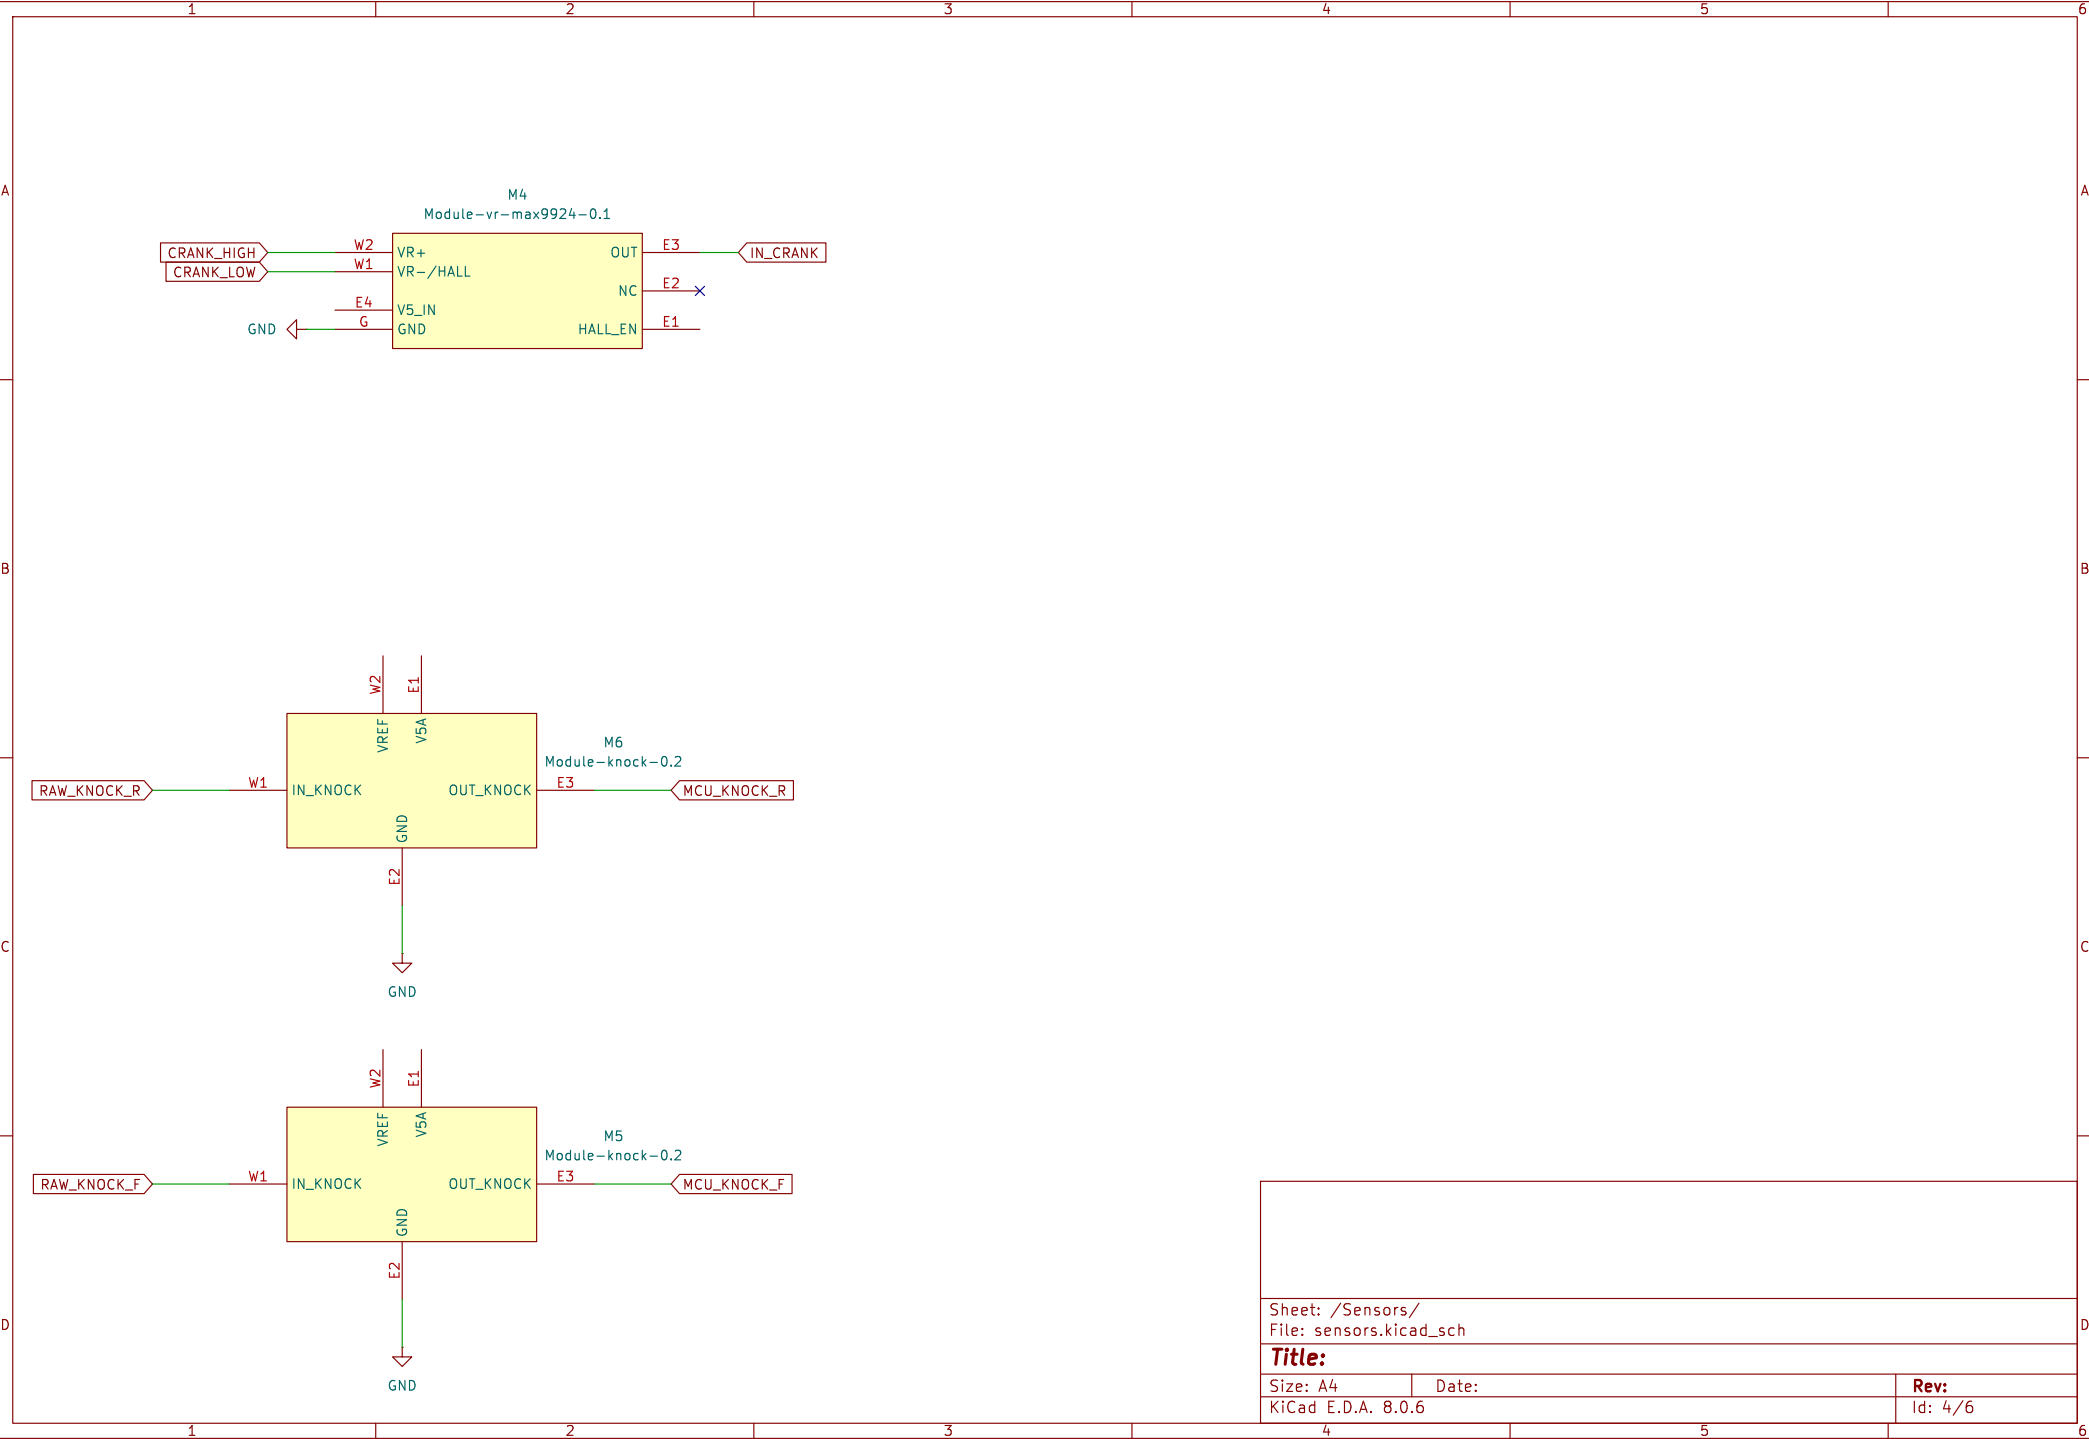 1 2 3 4 5 6
A A
M4
Module-vr-max9924-0.1
CRANK_HIGH W2 VR+ OUT E3 IN_CRANK
CRANK_LOW W1 VR-/HALL
NC E2
E4 V5_IN
GND G GND HALL_EN E1
B B
W2 E1
VREF V5A
M6
Module-knock-0.2
RAW_KNOCK_R W1 IN_KNOCK OUT_KNOCK E3 MCU_KNOCK_R
GND
E2
C C
GND
W2 E1
VREF V5A
M5
Module-knock-0.2
RAW_KNOCK_F W1 IN_KNOCK OUT_KNOCK E3 MCU_KNOCK_F
GND
E2
GND
Sheet: /Sensors/
File: sensors.kicad_sch
D D
Title:
Size: A4 Date: Rev:
KiCad E.D.A. 8.0.6 Id: 4/6
1 2 3 4 5 6